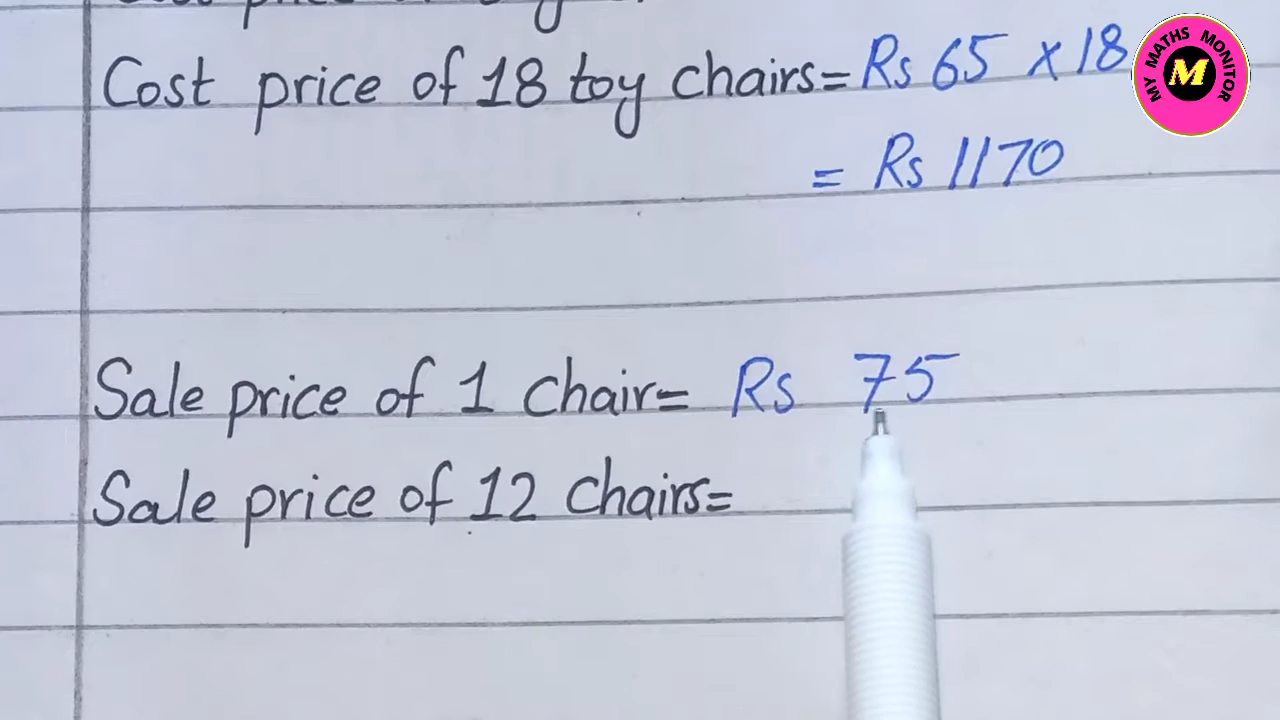 Cost price of 18 toy chairs= Rs 65 x 18
= Rs 1170
Sale price of 1 chair= Rs 75
Sale price of 12 chairs=
MY MATHS MONITOR
M